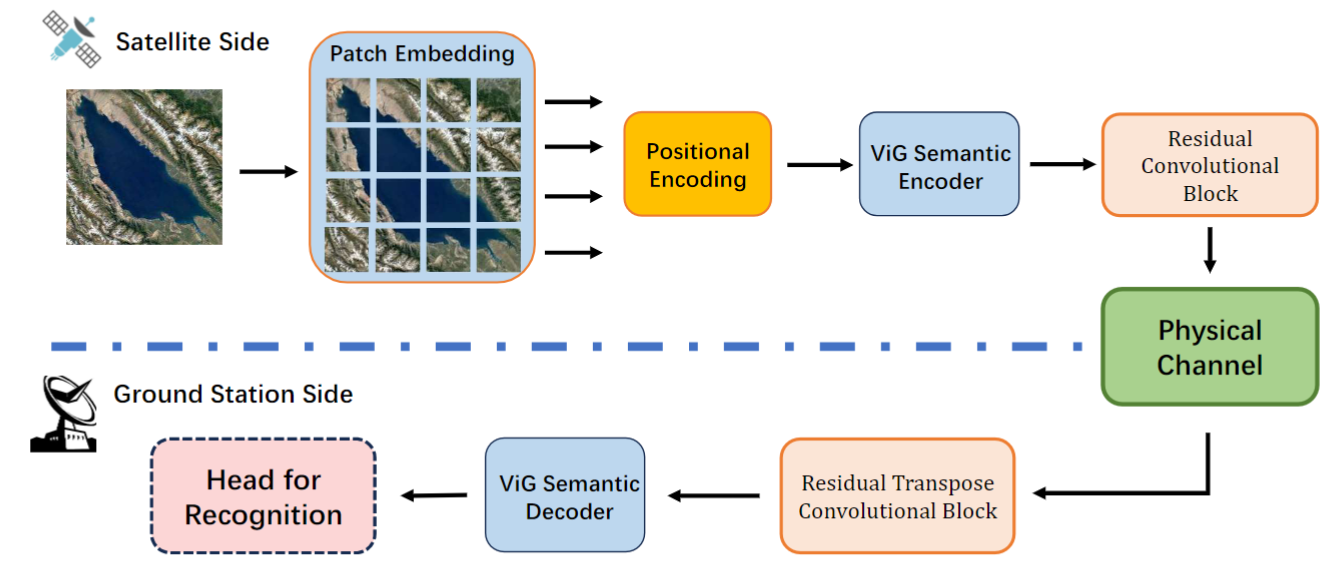 Satellite Side
Patch Embedding
Positional
Encoding
ViG Semantic
Encoder
Residual
Convolutional
Block
Physical
Channel
Ground Station Side
Head for
Recognition
ViG Semantic
Decoder
Residual Transpose
Convolutional Block